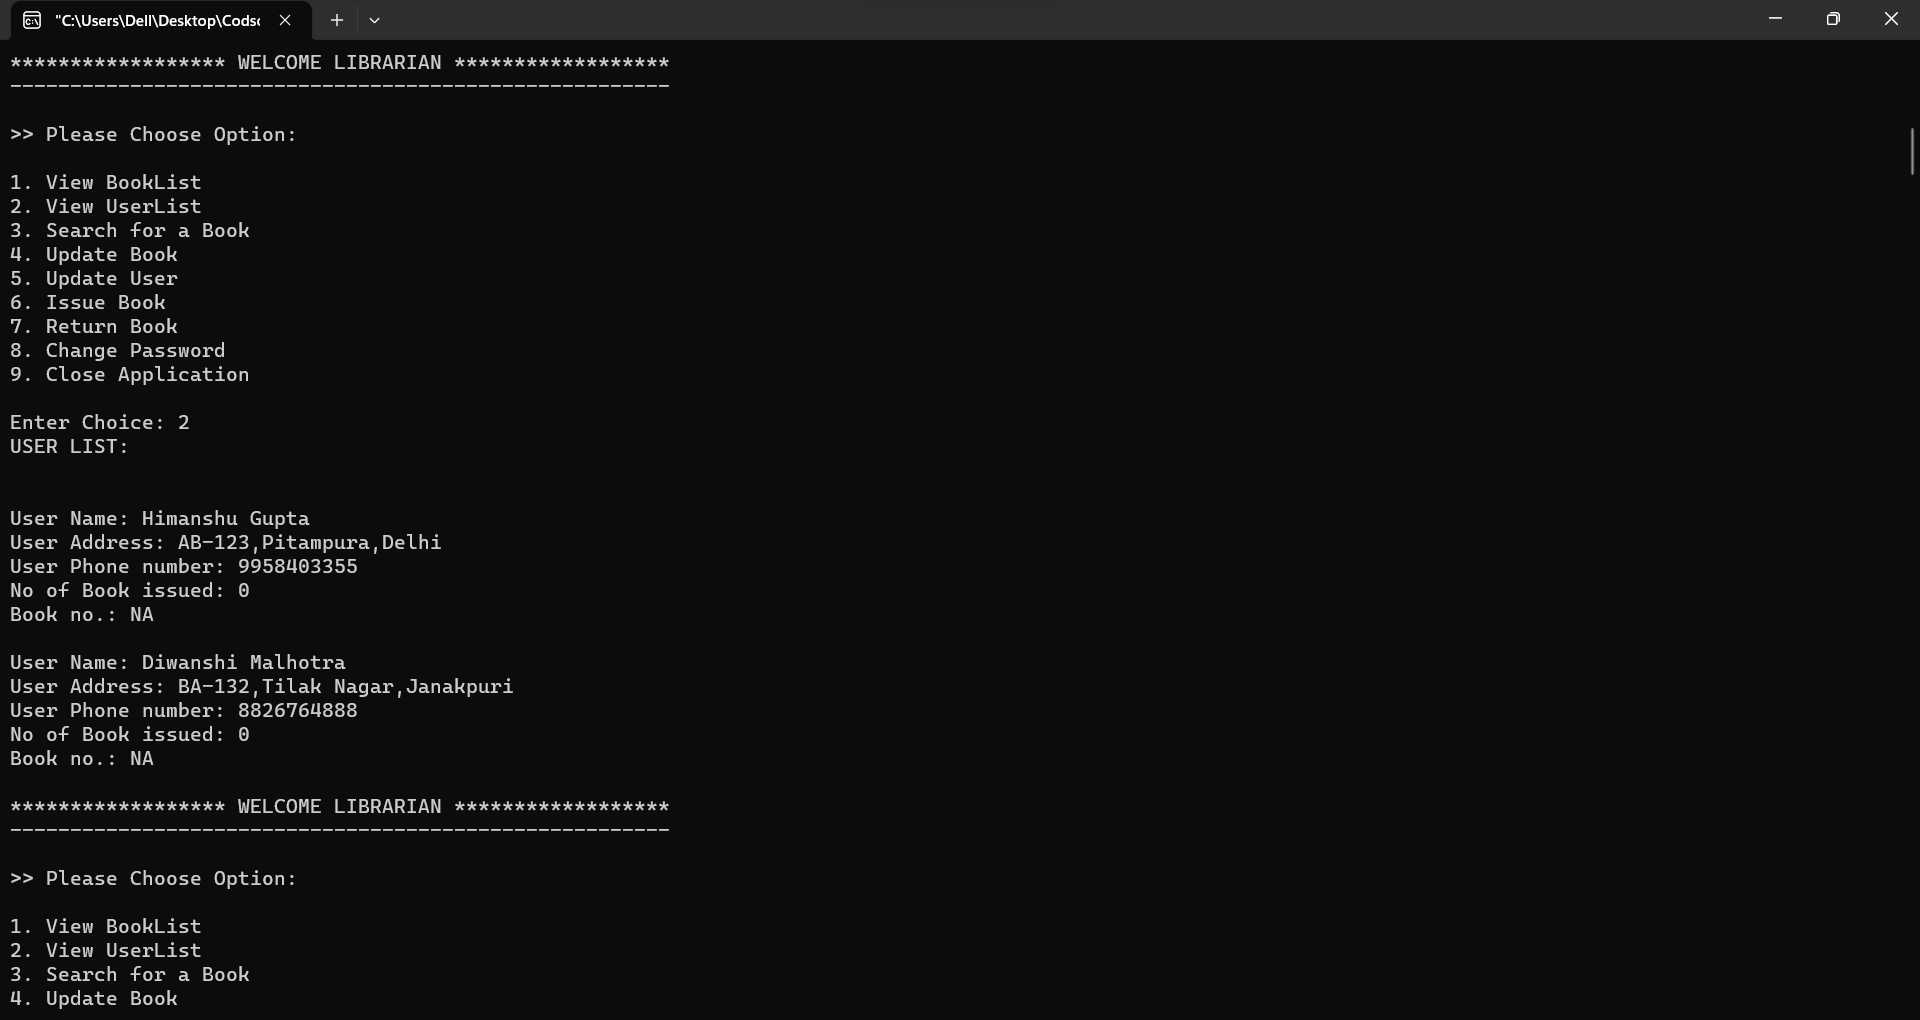 "C:\Users\Dell\Desktop\Codsc
****************** WELCOME LIBRARIAN ******************
-------------------------------------------------------
>> Please Choose Option:
1. View BookList
2. View UserList
3. Search for a Book
4. Update Book
5. Update User
6. Issue Book
7. Return Book
8. Change Password
9. Close Application
Enter Choice: 2
USER LIST:
User Name: Himanshu Gupta
User Address: AB-123,Pitampura,Delhi
User Phone number: 9958403355
No of Book issued: 0
Book no.: NA
User Name: Diwanshi Malhotra
User Address: BA-132,Tilak Nagar,Janakpuri
User Phone number: 8826764888
No of Book issued: 0
Book no.: NA
****************** WELCOME LIBRARIAN ******************
-------------------------------------------------------
>> Please Choose Option:
1. View BookList
2. View UserList
3. Search for a Book
4. Update Book